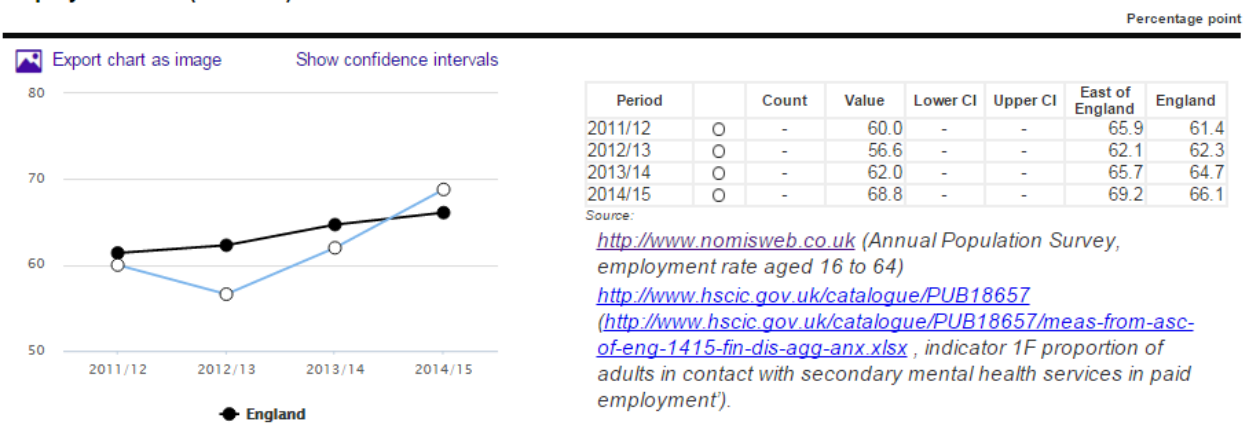 Percentage point
Export chart as image Show confidence intervals
80
70
60
50
2011/12 2012/13 2013/14 2014/15
England
Period Count Value Lower CI Upper CI East of England England
2011/12 - 60.0 - - 65.9 61.4
2012/13 - 56.6 - - 62.1 62.3
2013/14 - 62.0 - - 65.7 64.7
2014/15 - 68.8 - - 69.2 66.1
Source:
http://www.nomisweb.co.uk (Annual Population Survey,
employment rate aged 16 to 64)
http://www.hscic.gov.uk/catalogue/PUB18657
(http://www.hscic.gov.uk/catalogue/PUB18657/meas-from-asc-
of-eng-1415-fin-dis-agg-anx.xlsx , indicator 1F proportion of
adults in contact with secondary mental health services in paid
employment').